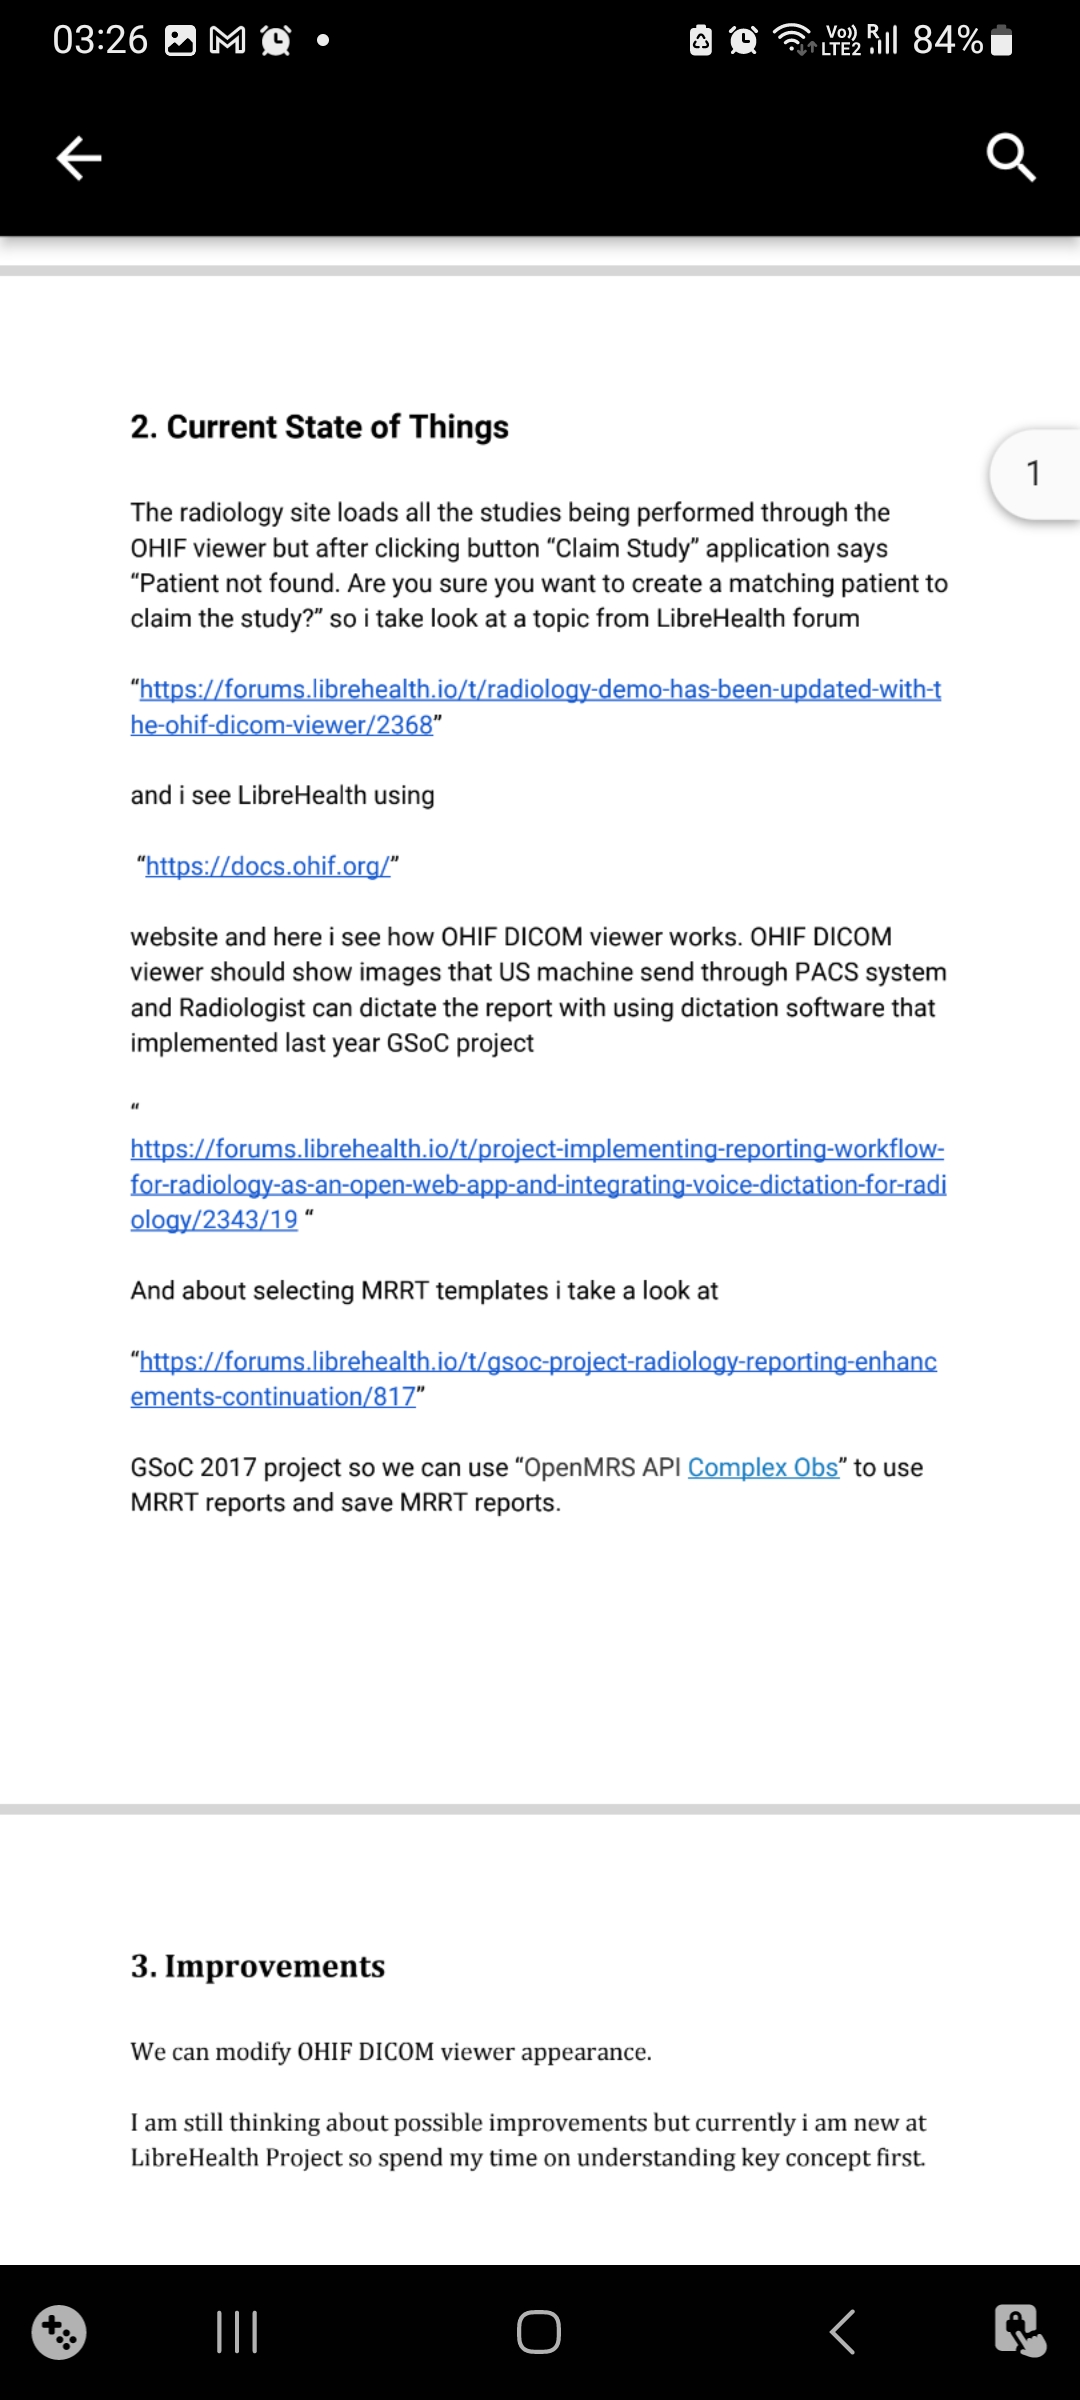 03:26
Vo)) R
LTE2
84%
2. Current State of Things
1
The radiology site loads all the studies being performed through the
OHIF viewer but after clicking button “Claim Study” application says
“Patient not found. Are you sure you want to create a matching patient to
claim the study?” so i take look at a topic from LibreHealth forum
“https://forums.librehealth.io/t/radiology-demo-has-been-updated-with-t
he-ohif-dicom-viewer/2368”
and i see LibreHealth using
“https://docs.ohif.org/”
website and here i see how OHIF DICOM viewer works. OHIF DICOM
viewer should show images that US machine send through PACS system
and Radiologist can dictate the report with using dictation software that
implemented last year GSoC project
“
https://forums.librehealth.io/t/project-implementing-reporting-workflow-
for-radiology-as-an-open-web-app-and-integrating-voice-dictation-for-radi
ology/2343/19 “
And about selecting MRRT templates i take a look at
“https://forums.librehealth.io/t/gsoc-project-radiology-reporting-enhanc
ements-continuation/817”
GSoC 2017 project so we can use “OpenMRS API Complex Obs” to use
MRRT reports and save MRRT reports.
3. Improvements
We can modify OHIF DICOM viewer appearance.
I am still thinking about possible improvements but currently i am new at
LibreHealth Project so spend my time on understanding key concept first.